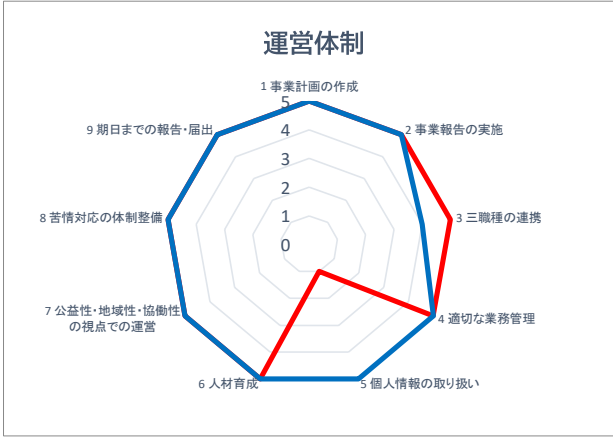 運営体制
1 事業計画の作成
2 事業報告の実施
3 三職種の連携
4 適切な業務管理
5 個人情報の取り扱い
6 人材育成
7 公益性・地域性・協働性
の視点での運営
8 苦情対応の体制整備
9 期日までの報告・届出
5
4
3
2
1
0